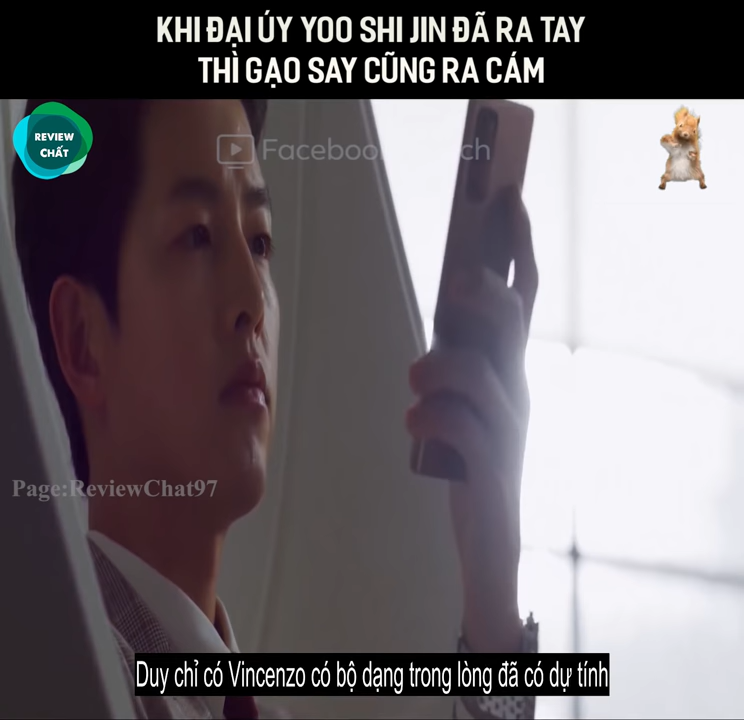 KHI ĐẠI ÚY YOO SHI JIN ĐÃ RA TAY
THÌ GẠO SAY CŨNG RA CÁM
REVIEW
CHẤT
Page:ReviewChat97
Duy chỉ có Vincenzo có bộ dạng trong lòng đã có dự tính